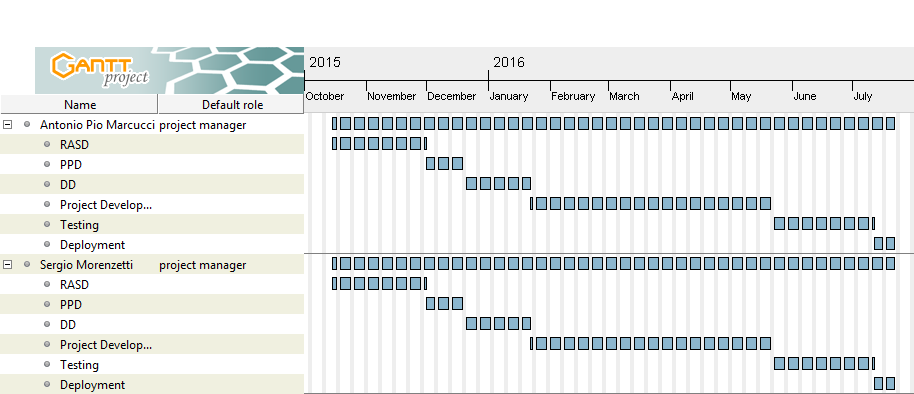 2015 2016
GANTT
project
October November December January February March April May June July
Name Default role
Antonio Pio Marcucci project manager
RASD
PPD
DD
Project Develop...
Testing
Deployment
Sergio Morenzetti project manager
RASD
PPD
DD
Project Develop...
Testing
Deployment